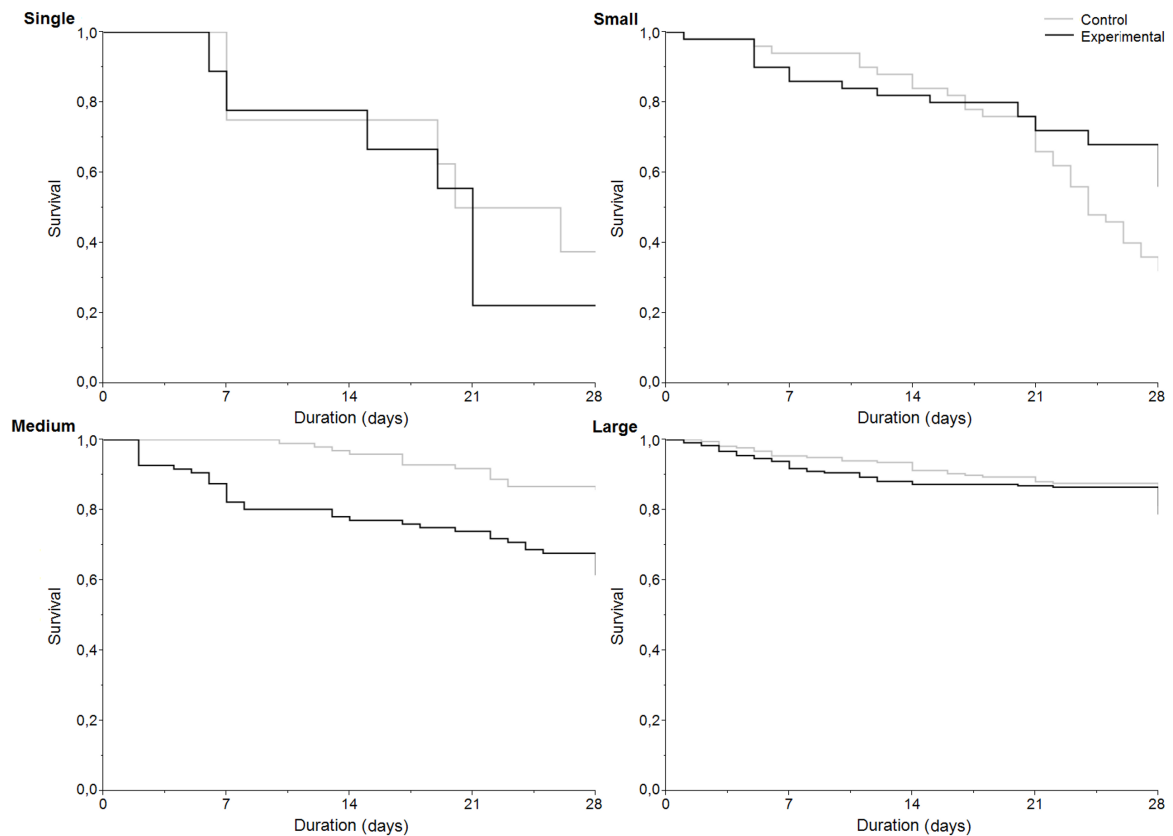 Single
1,0
0,8
0,6
0,4
0,2
0,0
Survival
0 7 14 21 28
Duration (days)
Small
Control
Experimental
1,0
0,8
0,6
0,4
0,2
0,0
Survival
0 7 14 21 28
Duration (days)
Medium
1,0
0,8
0,6
0,4
0,2
0,0
Survival
0 7 14 21 28
Duration (days)
Large
1,0
0,8
0,6
0,4
0,2
0,0
Survival
0 7 14 21 28
Duration (days)